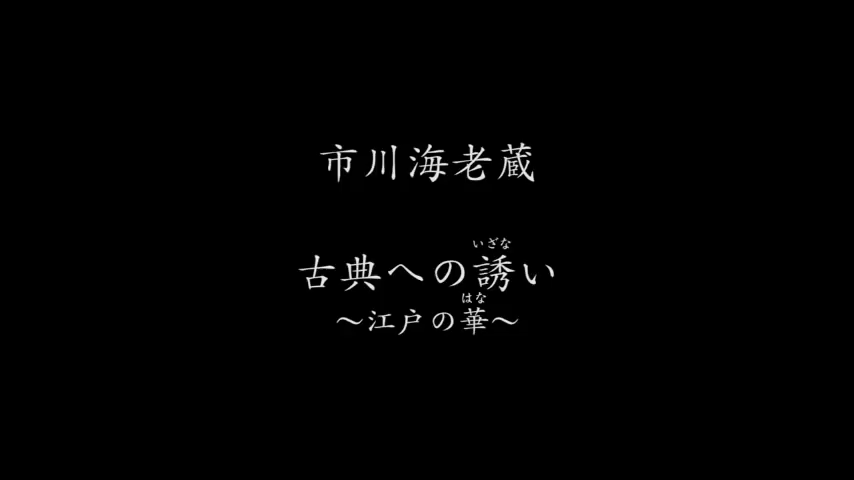 市川海老蔵
いざな
古典への誘い
はな
～江戸の華～